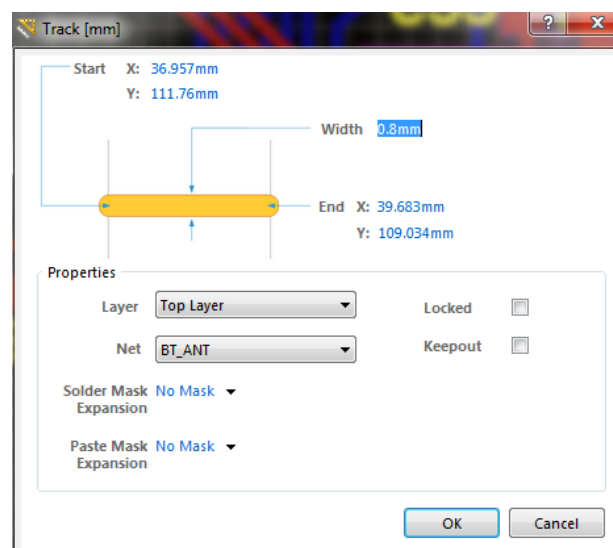 Track [mm]
Start X: 36.957mm
Y: 111.76mm
Width 0.8mm
End X: 39.683mm
Y: 109.034mm
Properties
Layer Top Layer Locked
Net BT_ANT Keepout
Solder Mask No Mask
Expansion
Paste Mask No Mask
Expansion
OK Cancel